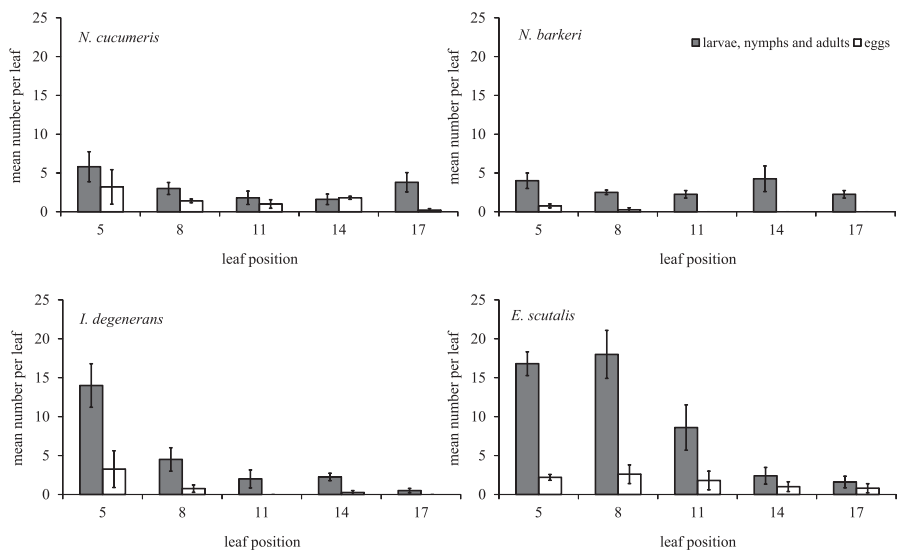 N. cucumeris
mean number per leaf
25
20
15
10
5
0
5 8 11 14 17
leaf position
N. barkeri
larvae, nymphs and adults eggs
mean number per leaf
25
20
15
10
5
0
5 8 11 14 17
leaf position
I. degenerans
mean number per leaf
25
20
15
10
5
0
5 8 11 14 17
leaf position
E. scutalis
mean number per leaf
25
20
15
10
5
0
5 8 11 14 17
leaf position